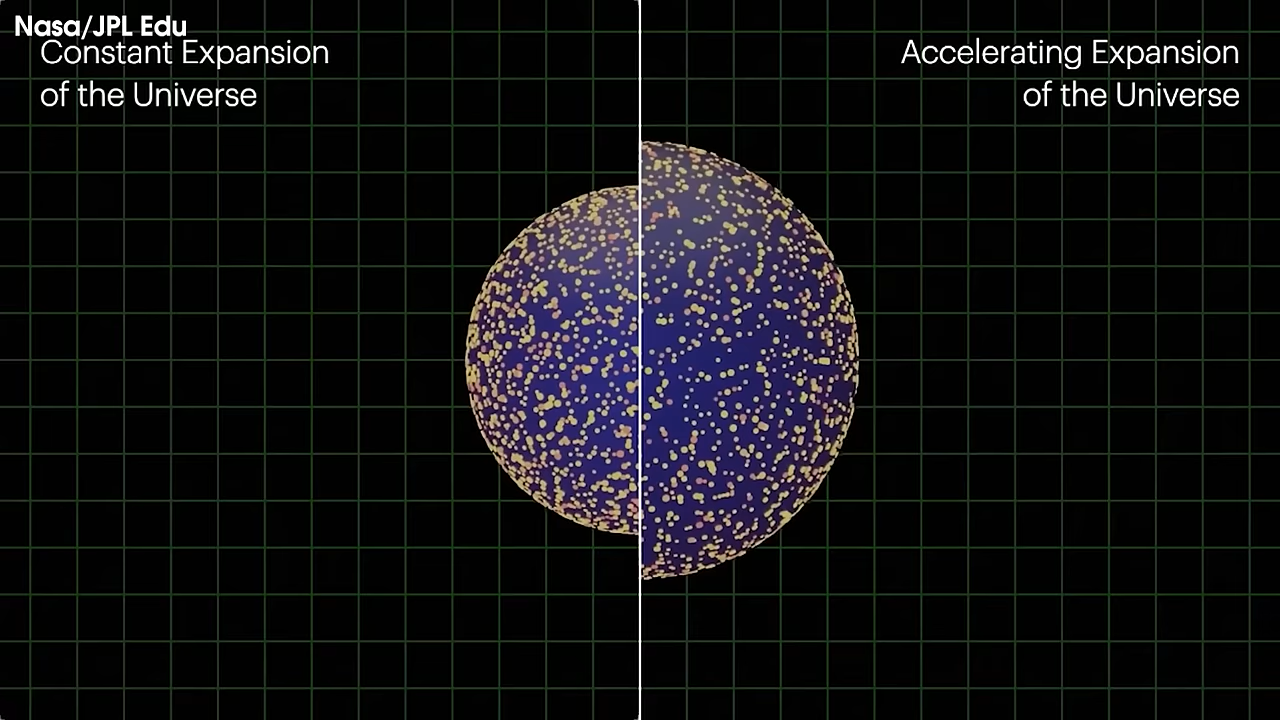 Nasa/JPL Edu
Constant Expansion
of the Universe
Accelerating Expansion
of the Universe